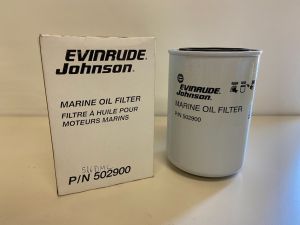 EVINRUDE
Johnson
MARINE OIL FILTER
FILTRE À HUILE POUR
MOTEURS MARINS
P/N 502900
EVINRUDE
Johnson
MARINE OIL FILTER
P/N 502900